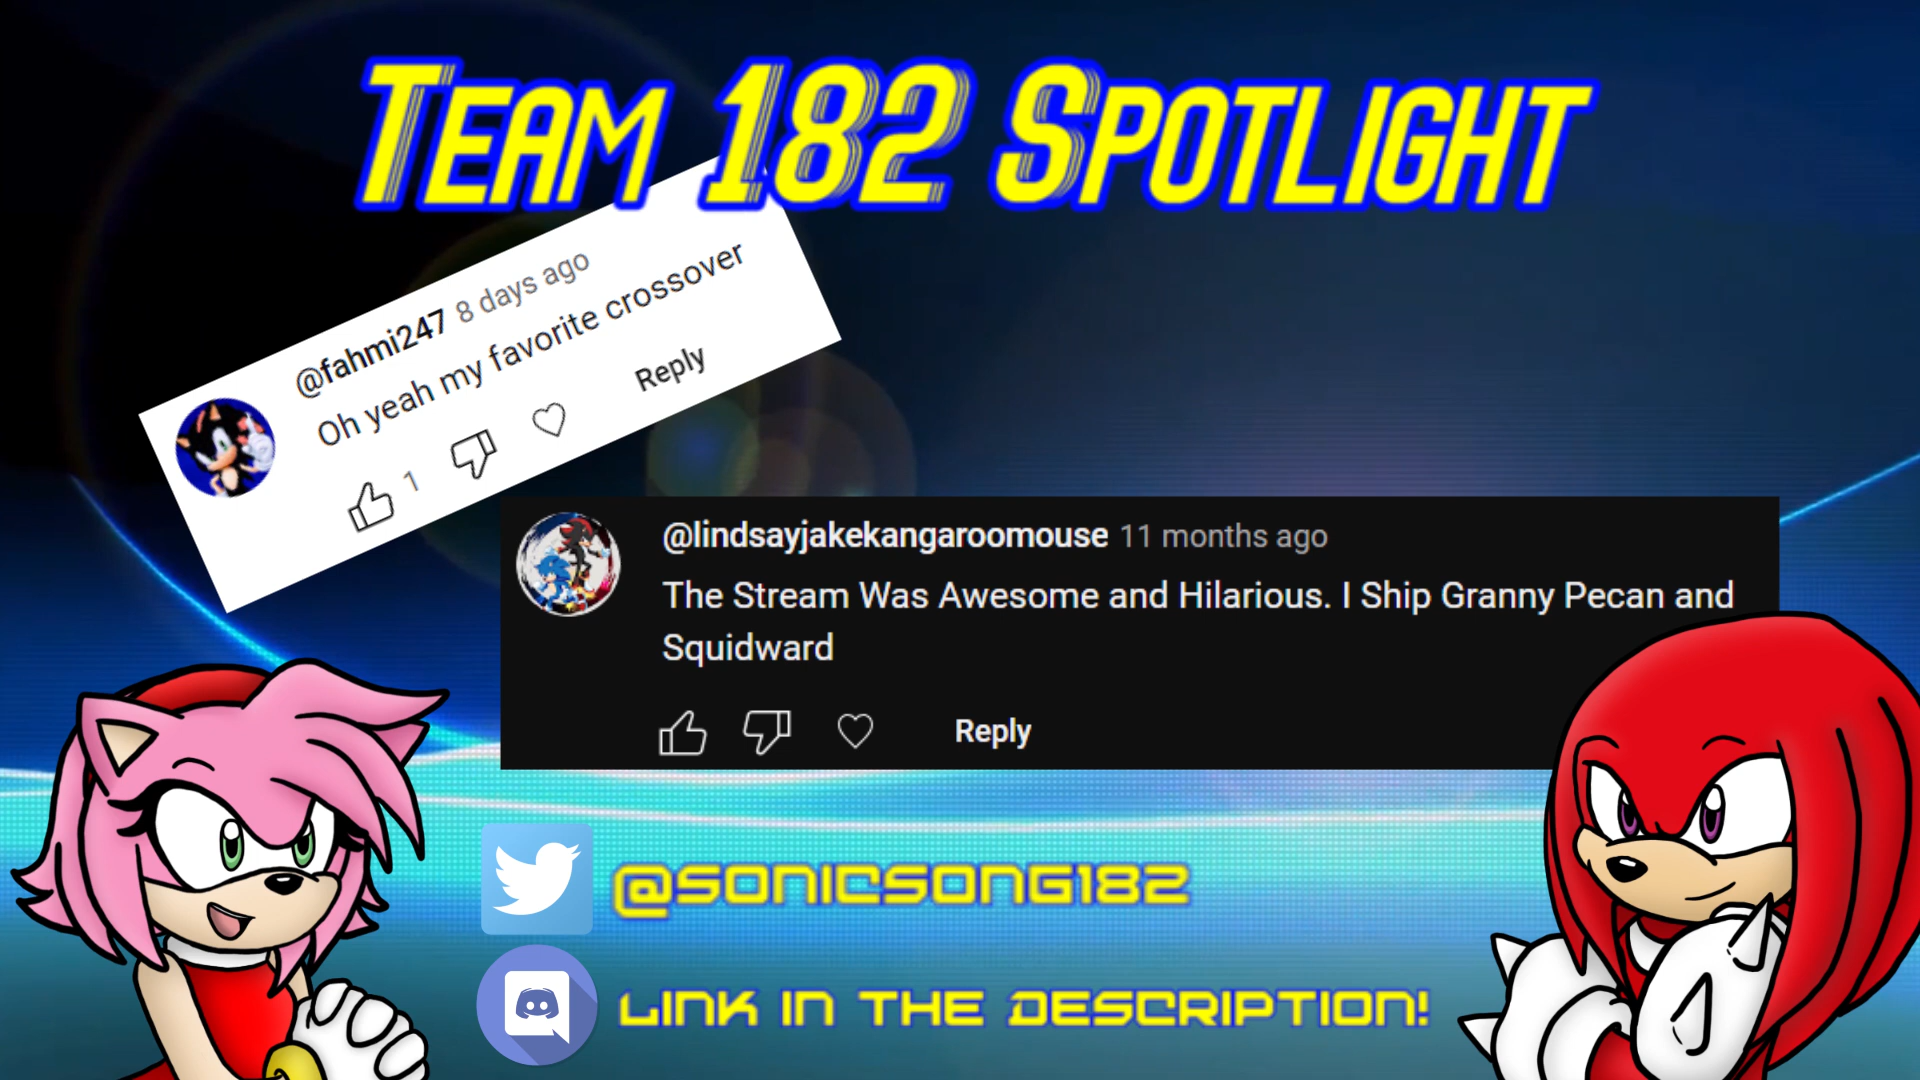 Team 182 Spotlight
@fahmi247 8 days ago
Oh yeah my favorite crossover
1
Reply
@lindsayjakekangaroomouse 11 months ago
The Stream Was Awesome and Hilarious. I Ship Granny Pecan and
Squidward
Reply
@SONICSONG182
LINK IN THE DESCRIPTION!